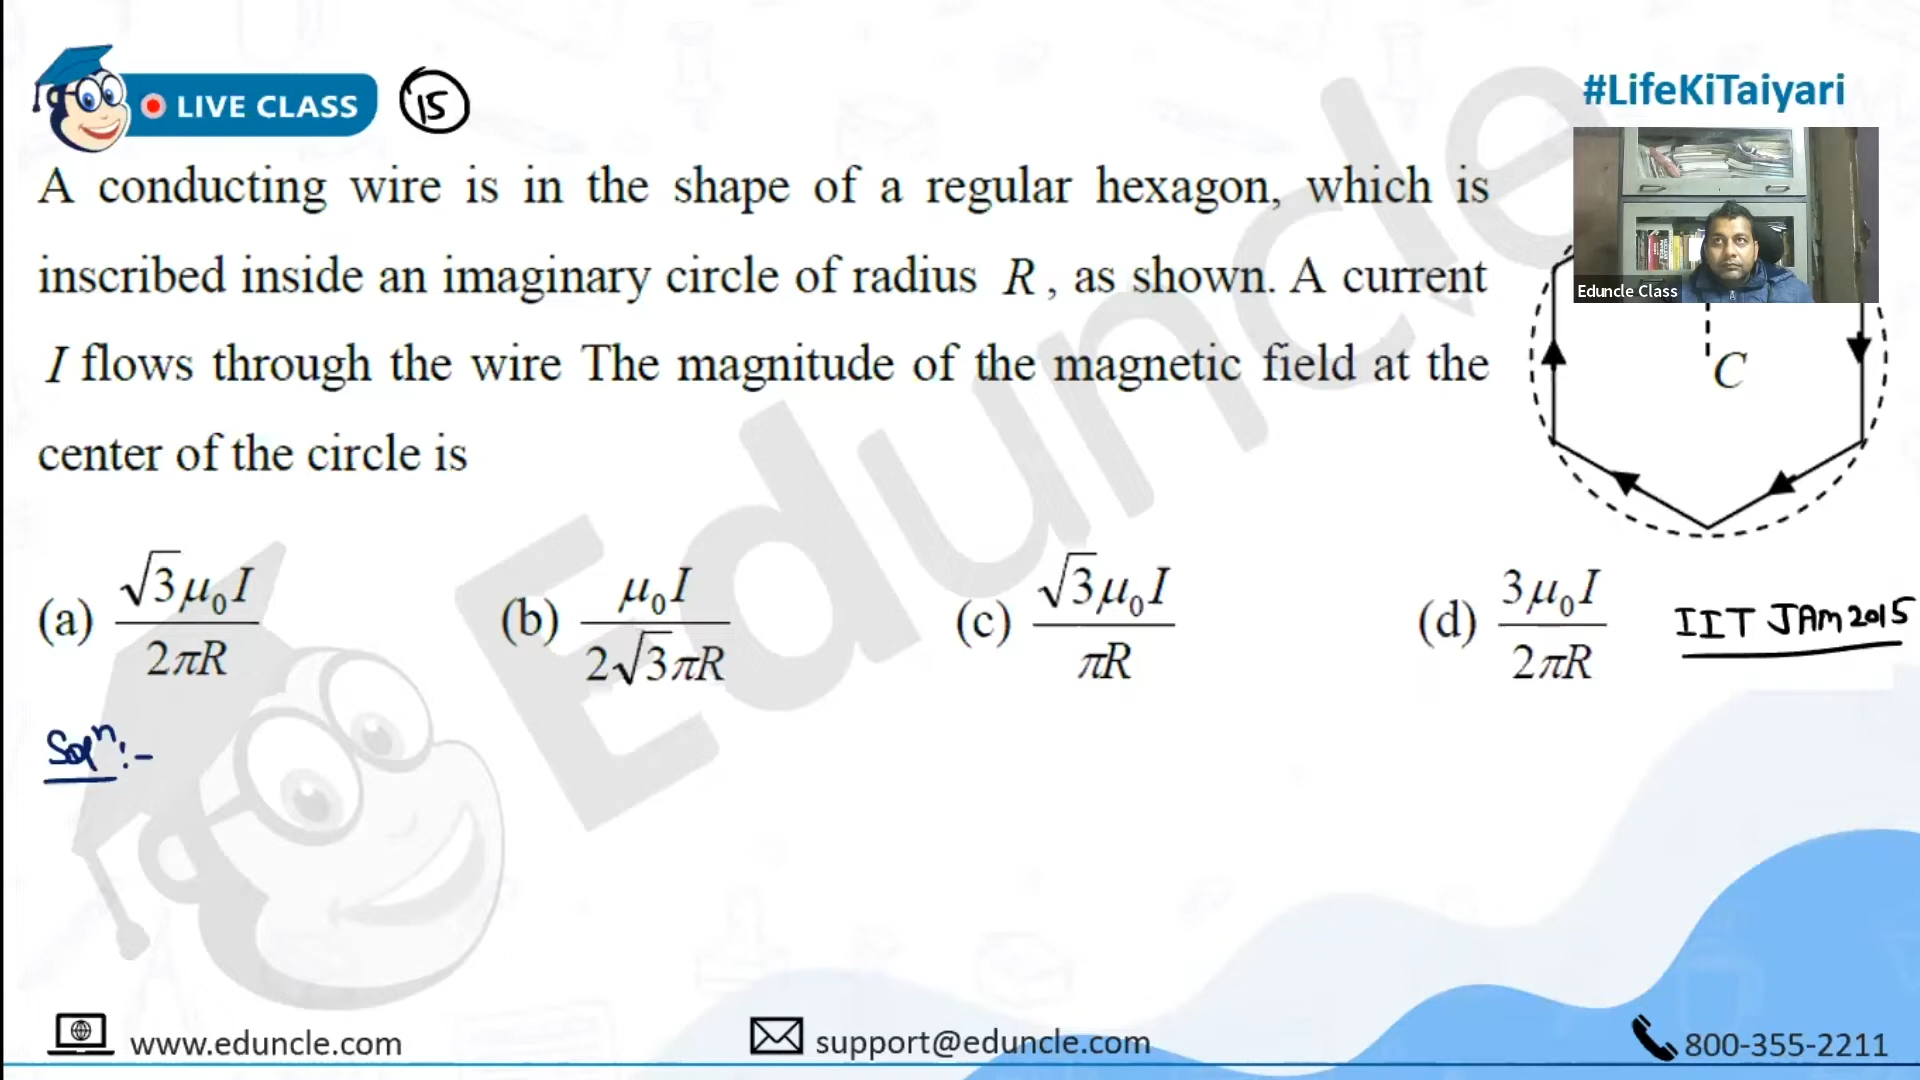 LIVE CLASS
15
#LifeKiTaiyari
A conducting wire is in the shape of a regular hexagon, which is
inscribed inside an imaginary circle of radius R, as shown. A current
I flows through the wire The magnitude of the magnetic field at the
center of the circle is
Eduncle Class
C
(a) √3μ₀I / 2πR (b) μ₀I / 2√3πR (c) √3μ₀I / πR (d) 3μ₀I / 2πR
IIT JAM 2015
Solⁿ:-
Eduncle
www.eduncle.com
support@eduncle.com
800-355-2211